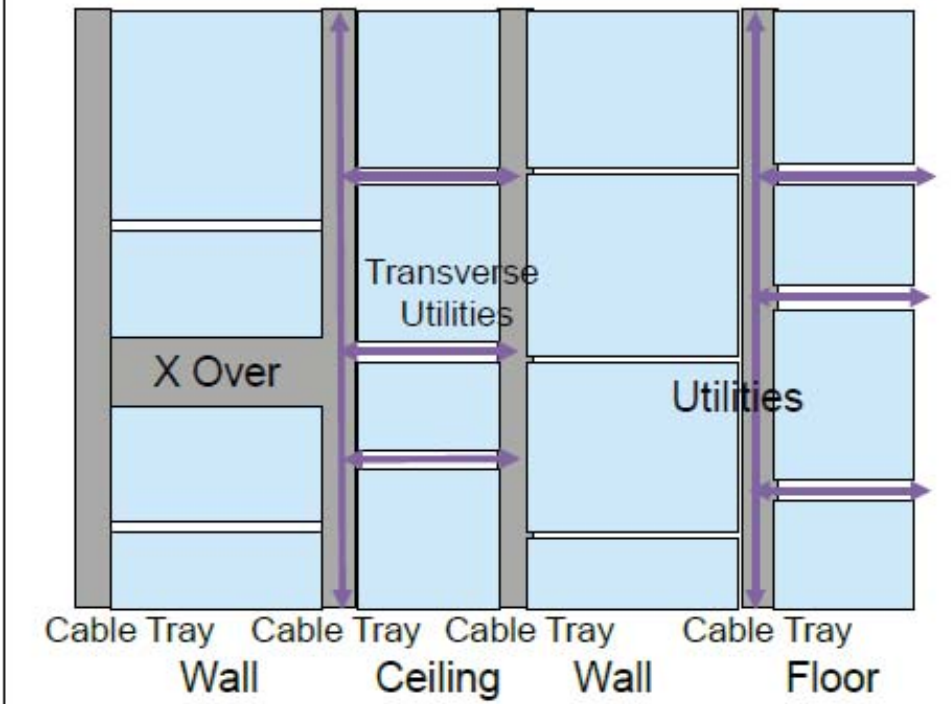 Transverse
Utilities
X Over
Utilities
Cable Tray Cable Tray Cable Tray Cable Tray
Wall Ceiling Wall Floor